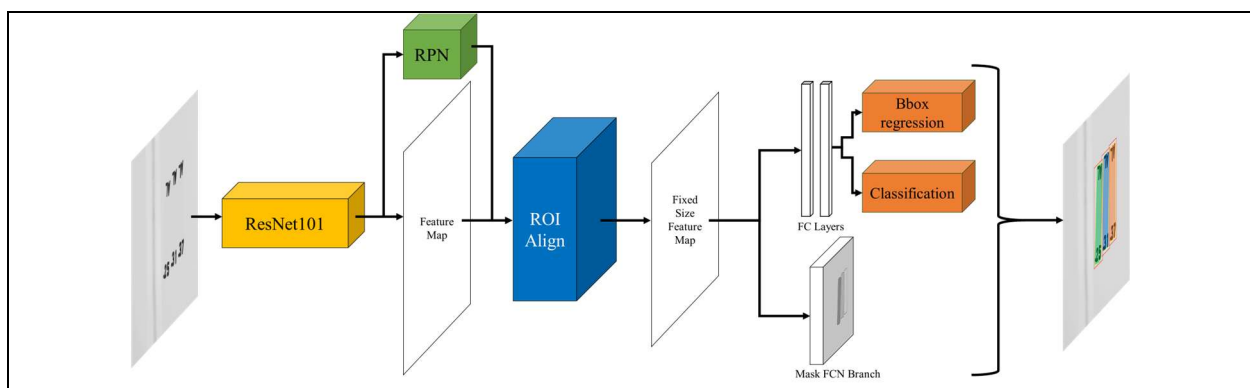 RPN
ResNet101
Feature
Map
ROI
Align
Fixed
Size
Feature
Map
FC Layers
Bbox
regression
Classification
Mask FCN Branch